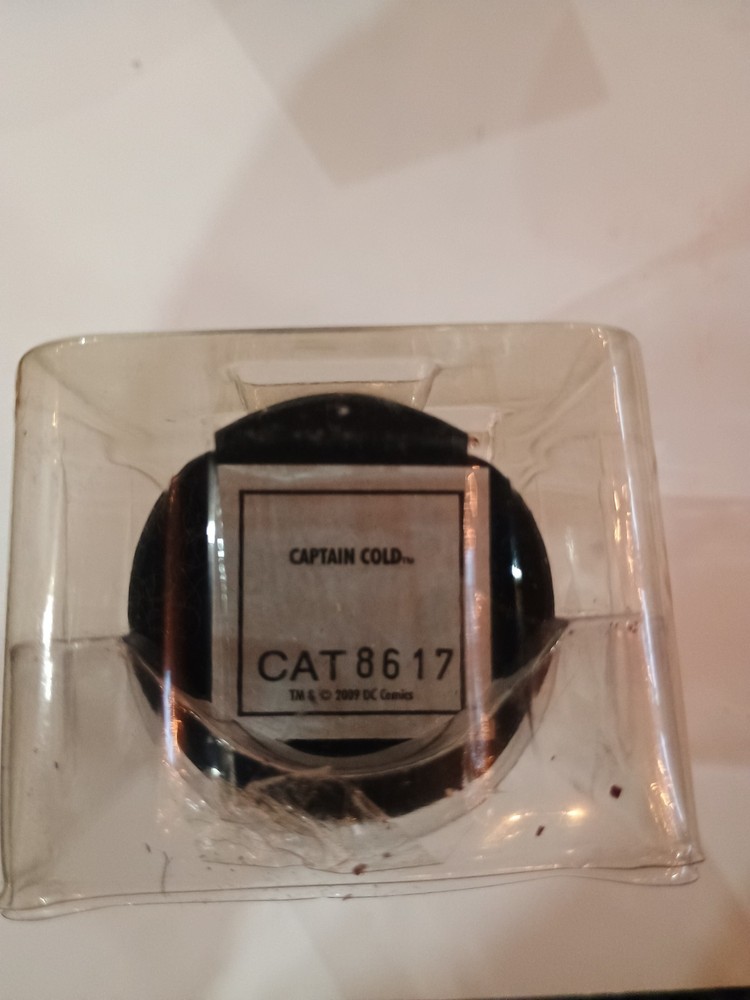 CAPTAIN COLD™
CAT 8617
TM & © 2009 DC Comics